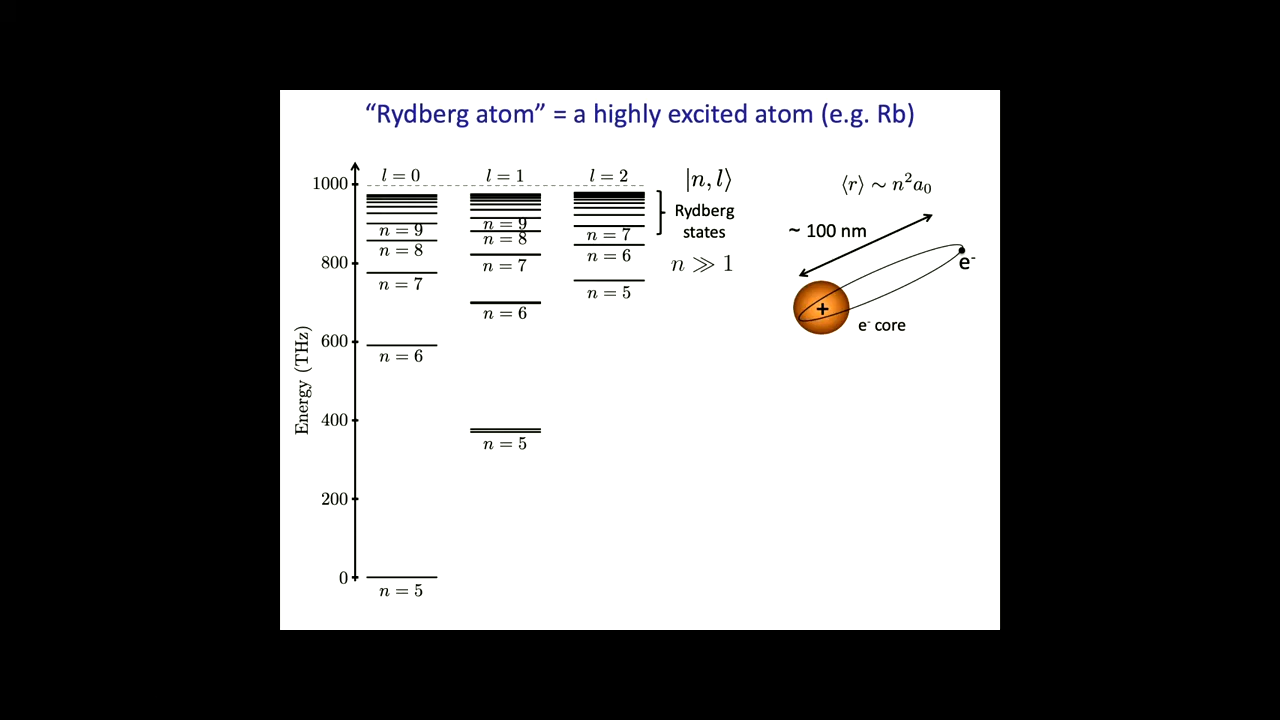 “Rydberg atom” = a highly excited atom (e.g. Rb)
Energy (THz)
1000
800
600
400
200
0
l = 0
n = 9
n = 8
n = 7
n = 6
n = 5
l = 1
n = 9
n = 8
n = 7
n = 6
n = 5
l = 2
n = 7
n = 6
n = 5
|n, l⟩
Rydberg
states
n ≫ 1
⟨r⟩ ∼ n²a₀
~ 100 nm
e⁻
+
e⁻ core